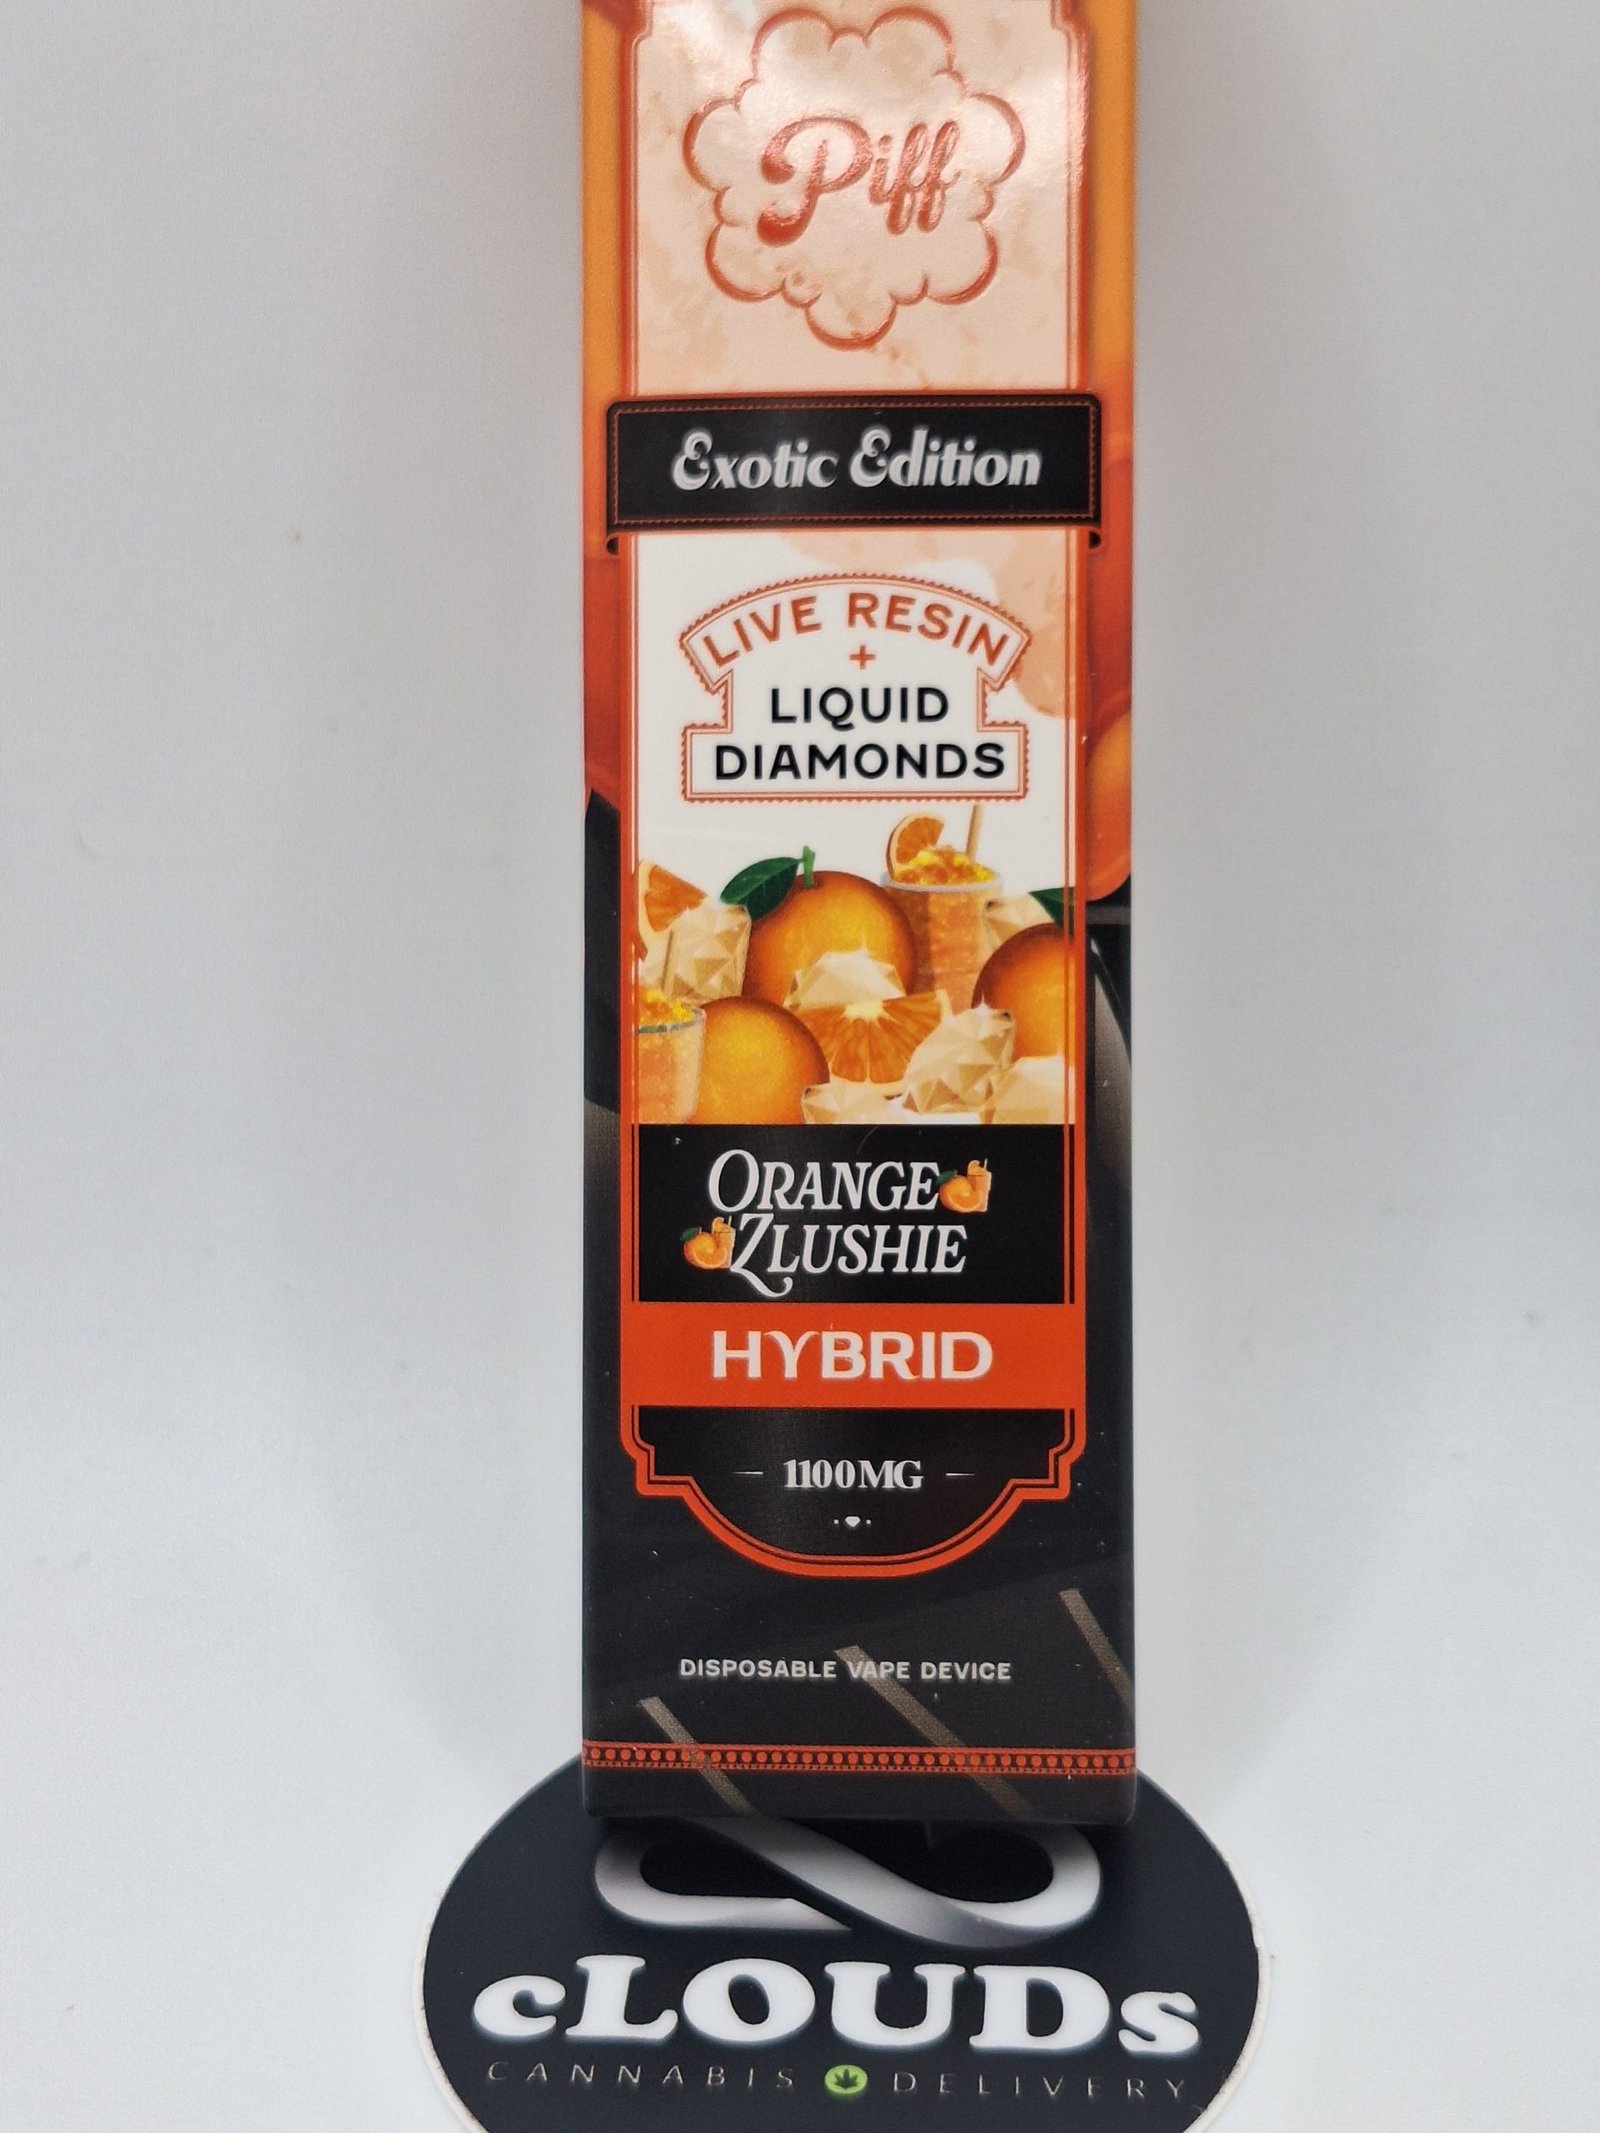 Piff
Exotic Edition
LIVE RESIN
+
LIQUID
DIAMONDS
ORANGE
ZLUSHIE
HYBRID
1100MG
DISPOSABLE VAPE DEVICE
cLOUDs
CANNABIS DELIVERY